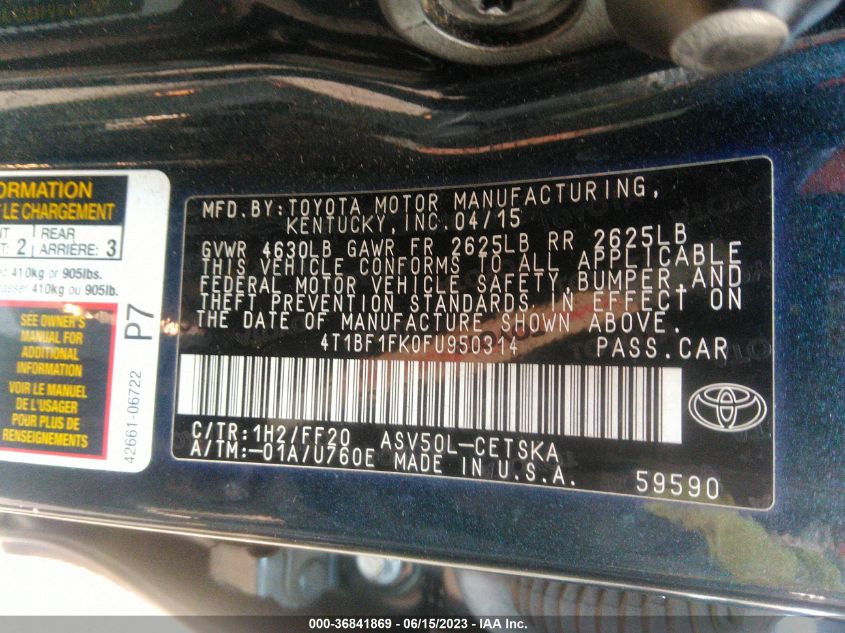 ORMATION
LE CHARGEMENT
NT REAR
T: 2 ARRIÈRE: 3
410kg or 905lbs.
passer 410kg ou 905lb.
SEE OWNER'S
MANUAL FOR
ADDITIONAL
INFORMATION
VOIR LE MANUEL
DE L'USAGER
POUR PLUS
RENSEIGNEMENTS
P7
42661-06722
MFD.BY:TOYOTA MOTOR MANUFACTURING,
KENTUCKY, INC.04/15
GVWR 4630LB GAWR FR 2625LB RR 2625LB
THIS VEHICLE CONFORMS TO ALL APPLICABLE
FEDERAL MOTOR VEHICLE SAFETY,BUMPER,AND
THEFT PREVENTION STANDARDS IN EFFECT ON
THE DATE OF MANUFACTURE SHOWN ABOVE.
4T1BF1FK0FU950314 PASS.CAR
C/TR:1H2/FF20 ASV50L-CETSKA
A/TM:-01A/U760E MADE IN U.S.A.
59590
000-36841869 - 06/15/2023 - IAA Inc.